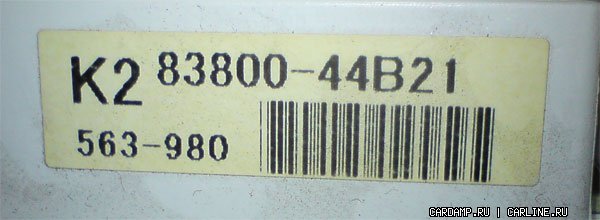 K2 83800-44B21
563-980
CARDAMP.RU | CARLINE.RU